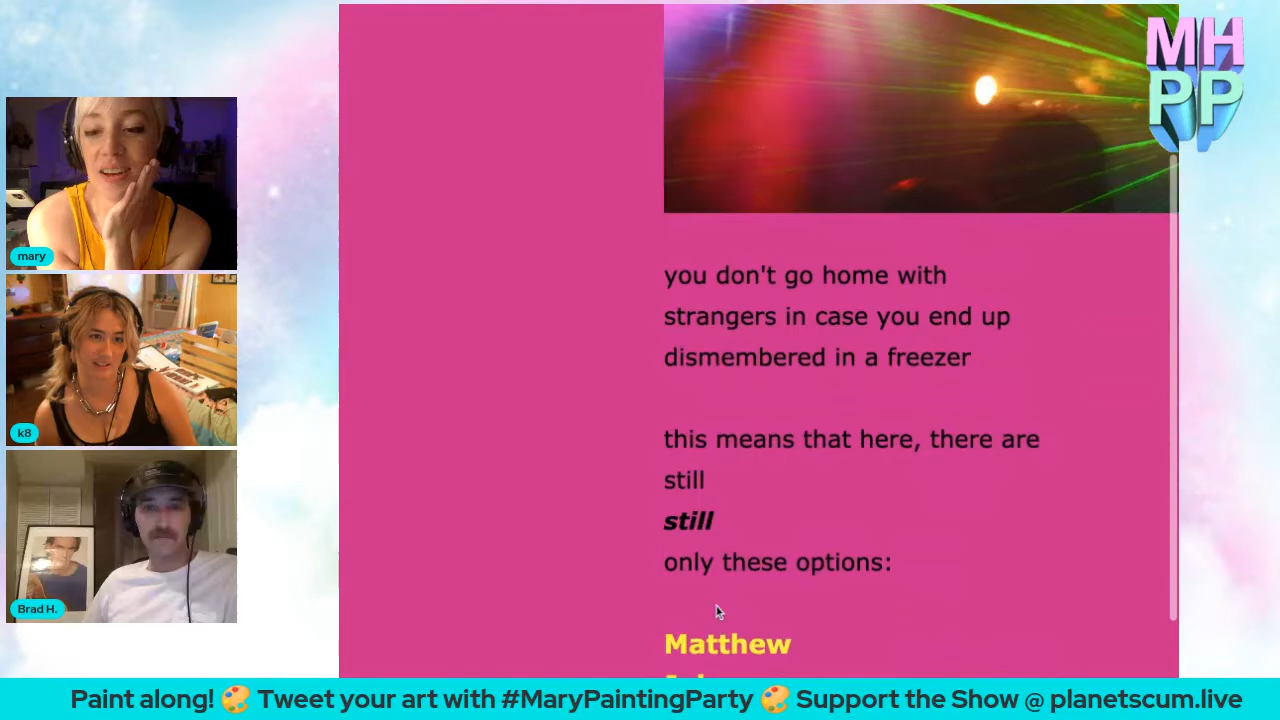 MH
PP
mary
k8
Brad H.
you don't go home with
strangers in case you end up
dismembered in a freezer
this means that here, there are
still
still
only these options:
Matthew
Paint along! 🎨 Tweet your art with #MaryPaintingParty 🎨 Support the Show @ planetscum.live